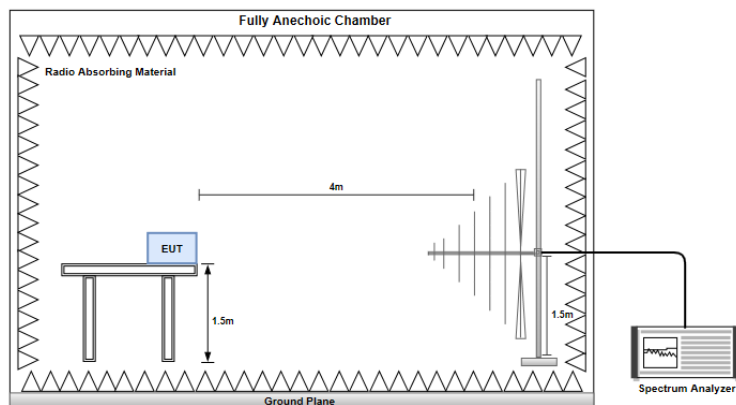 Fully Anechoic Chamber
Radio Absorbing Material
4m
EUT
1.5m
1.5m
Spectrum Analyzer
Ground Plane